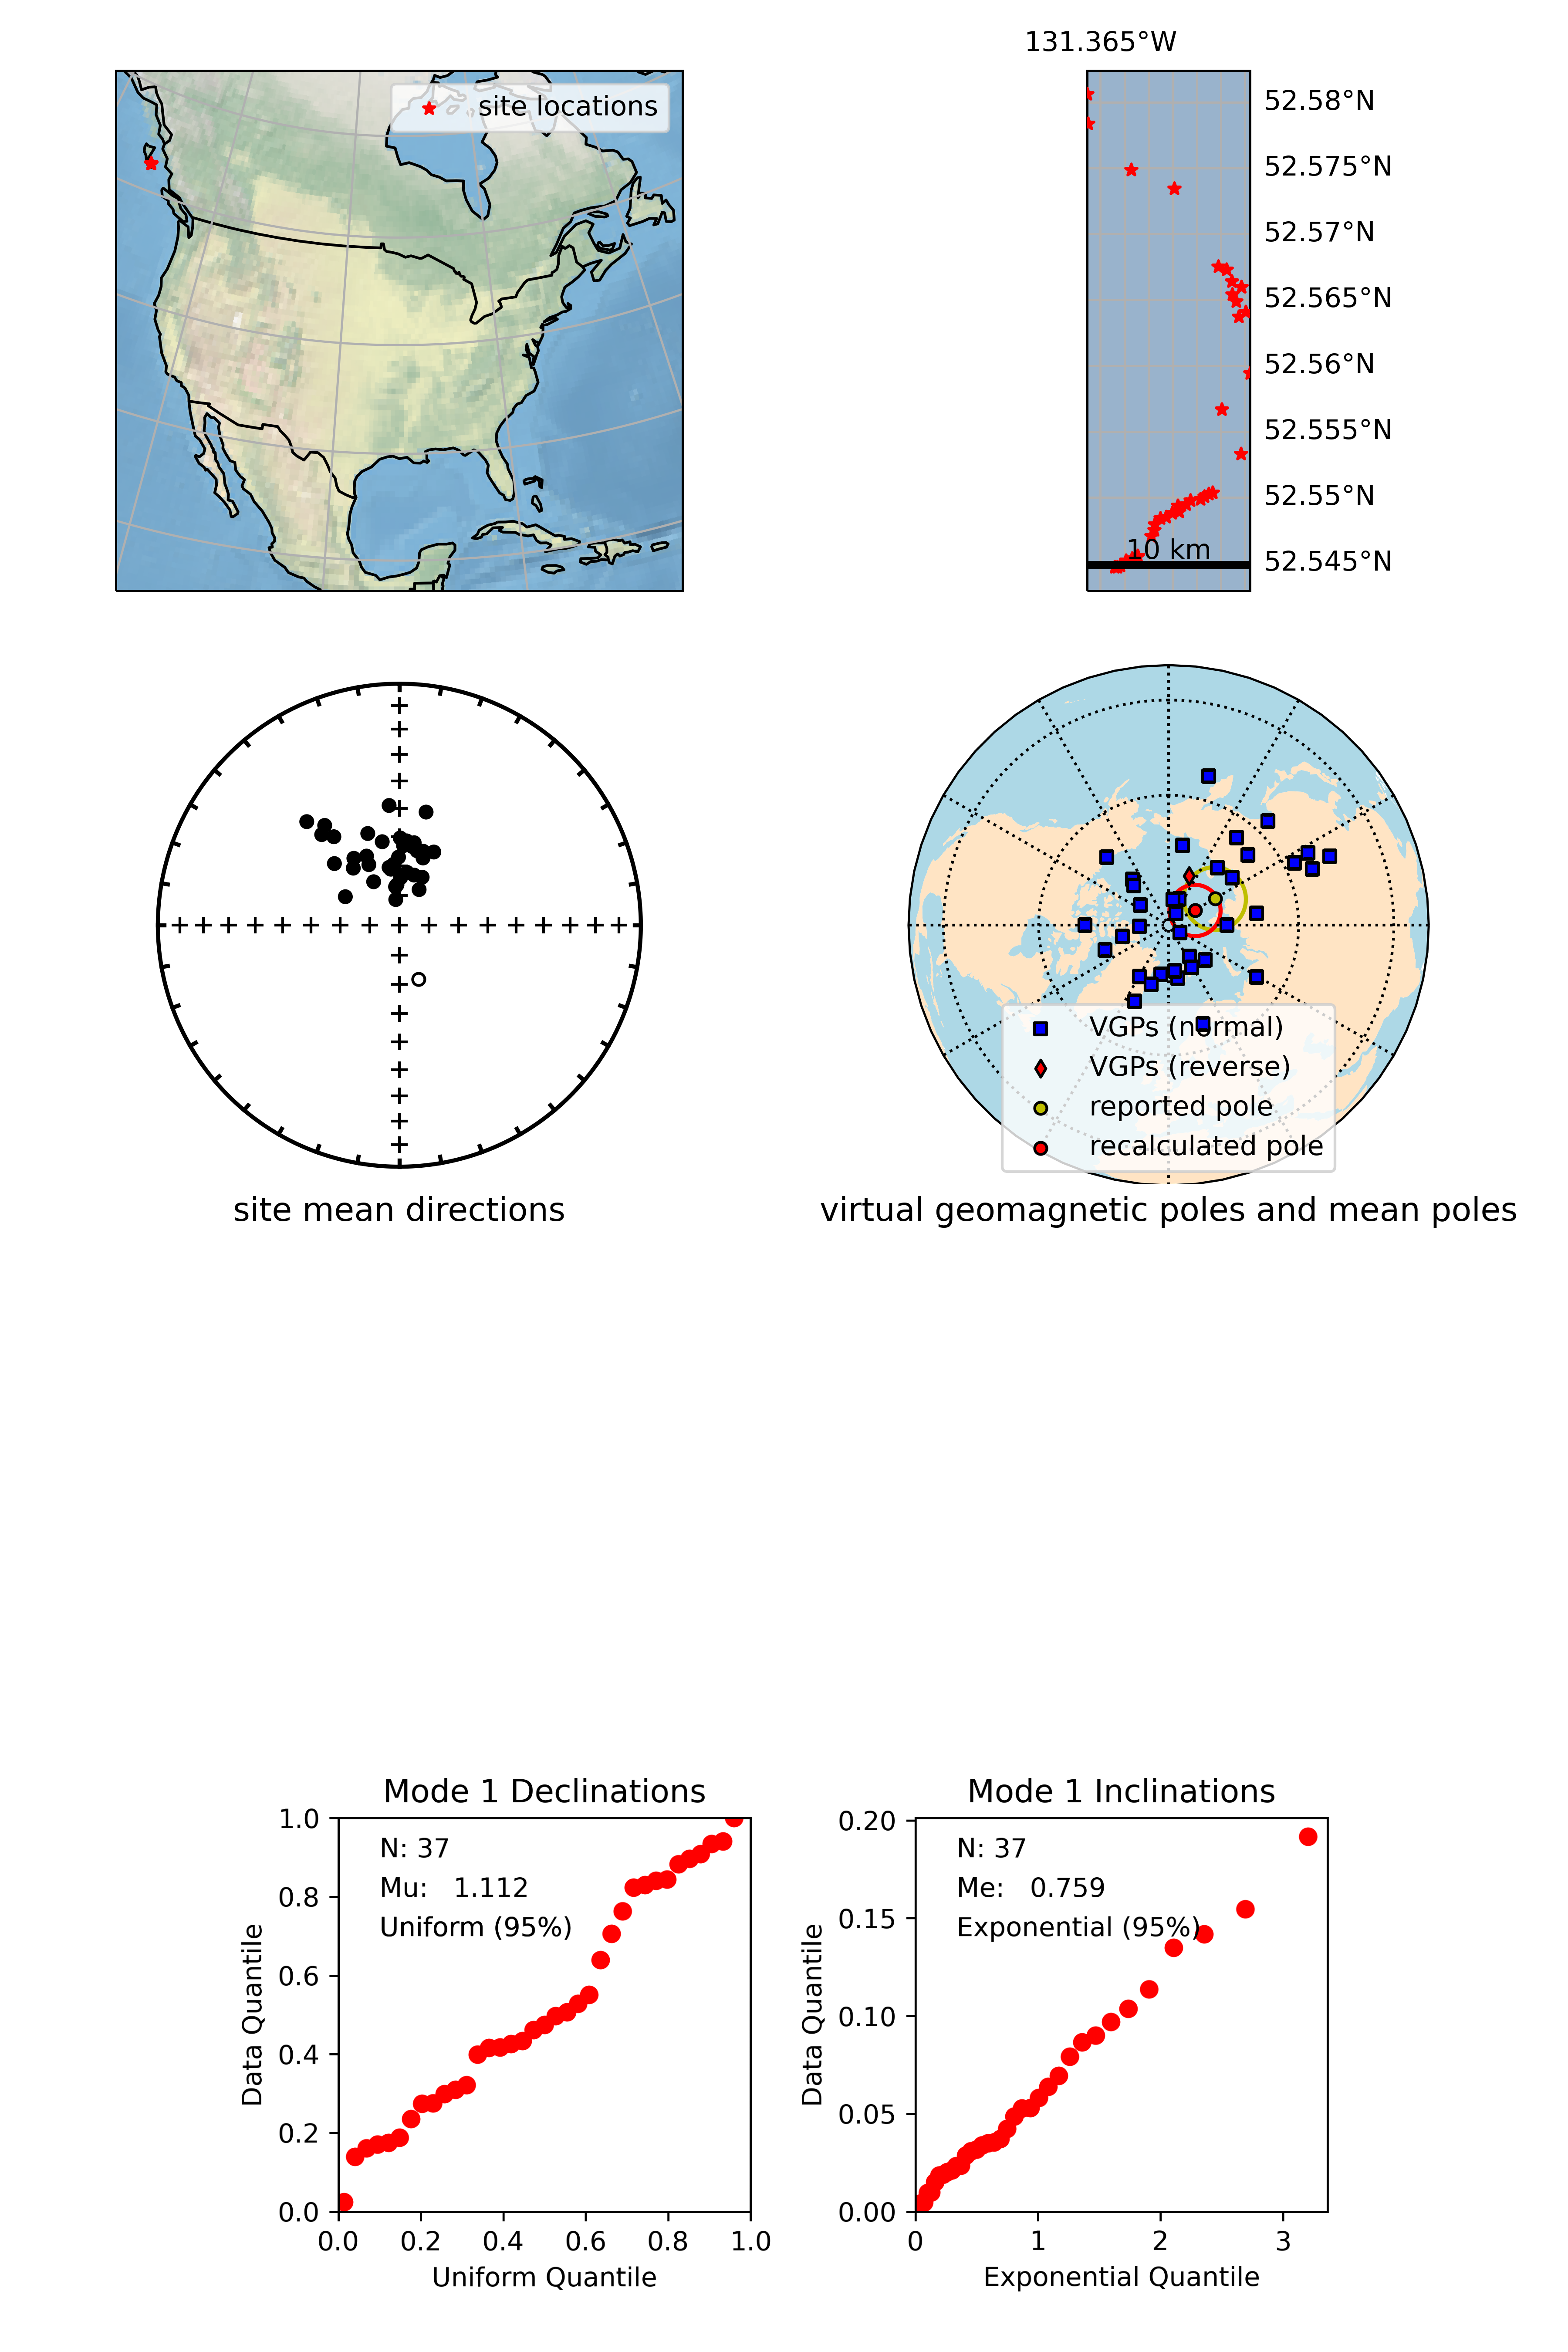 131.365°W
site locations
52.58°N
52.575°N
52.57°N
52.565°N
52.56°N
52.555°N
52.55°N
52.545°N
10 km
VGPs (normal)
VGPs (reverse)
reported pole
recalculated pole
site mean directions
virtual geomagnetic poles and mean poles
Mode 1 Declinations
N: 37
Mu: 1.112
Uniform (95%)
Data Quantile
1.0
0.8
0.6
0.4
0.2
0.0
0.0 0.2 0.4 0.6 0.8 1.0
Uniform Quantile
Mode 1 Inclinations
N: 37
Me: 0.759
Exponential (95%)
Data Quantile
0.20
0.15
0.10
0.05
0.00
0 1 2 3
Exponential Quantile